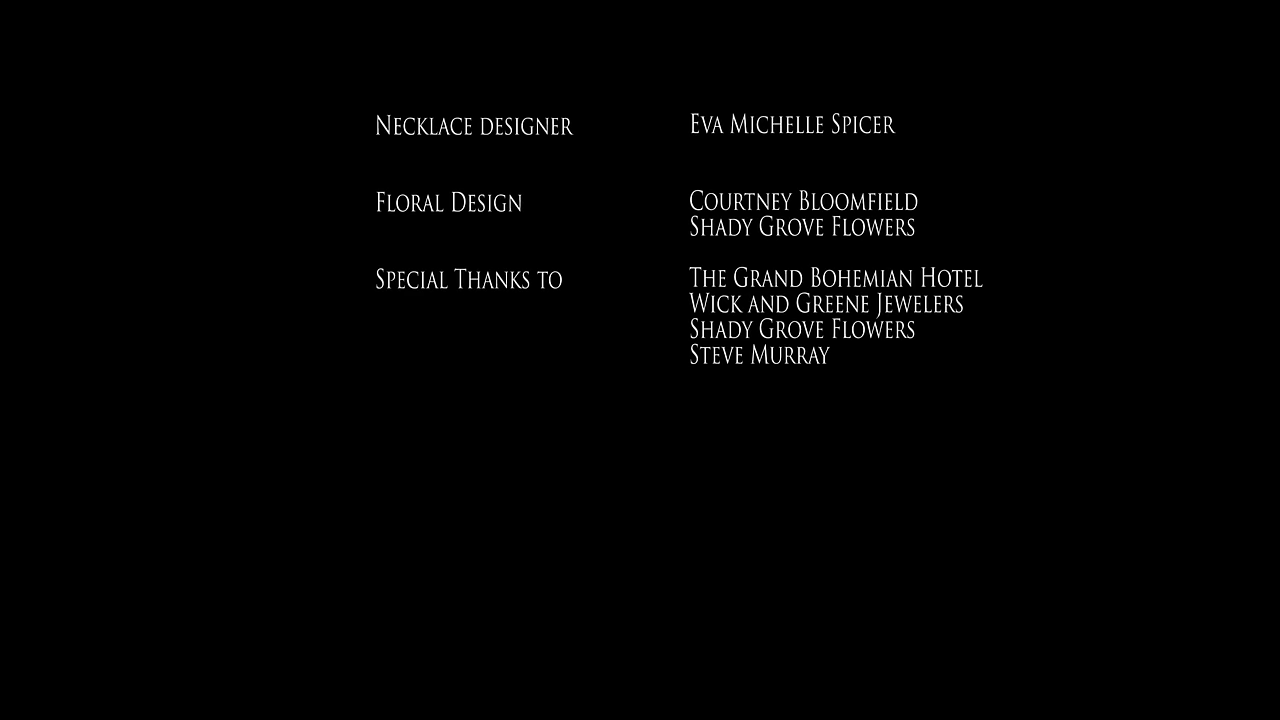 Necklace designer Eva Michelle Spicer
Floral Design Courtney Bloomfield
Shady Grove Flowers
Special Thanks to The Grand Bohemian Hotel
Wick and Greene Jewelers
Shady Grove Flowers
Steve Murray